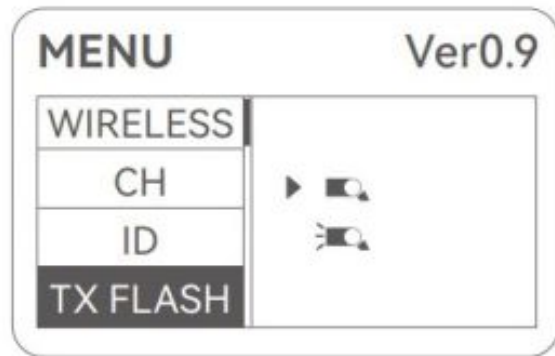 MENU Ver0.9
WIRELESS
CH
ID
TX FLASH